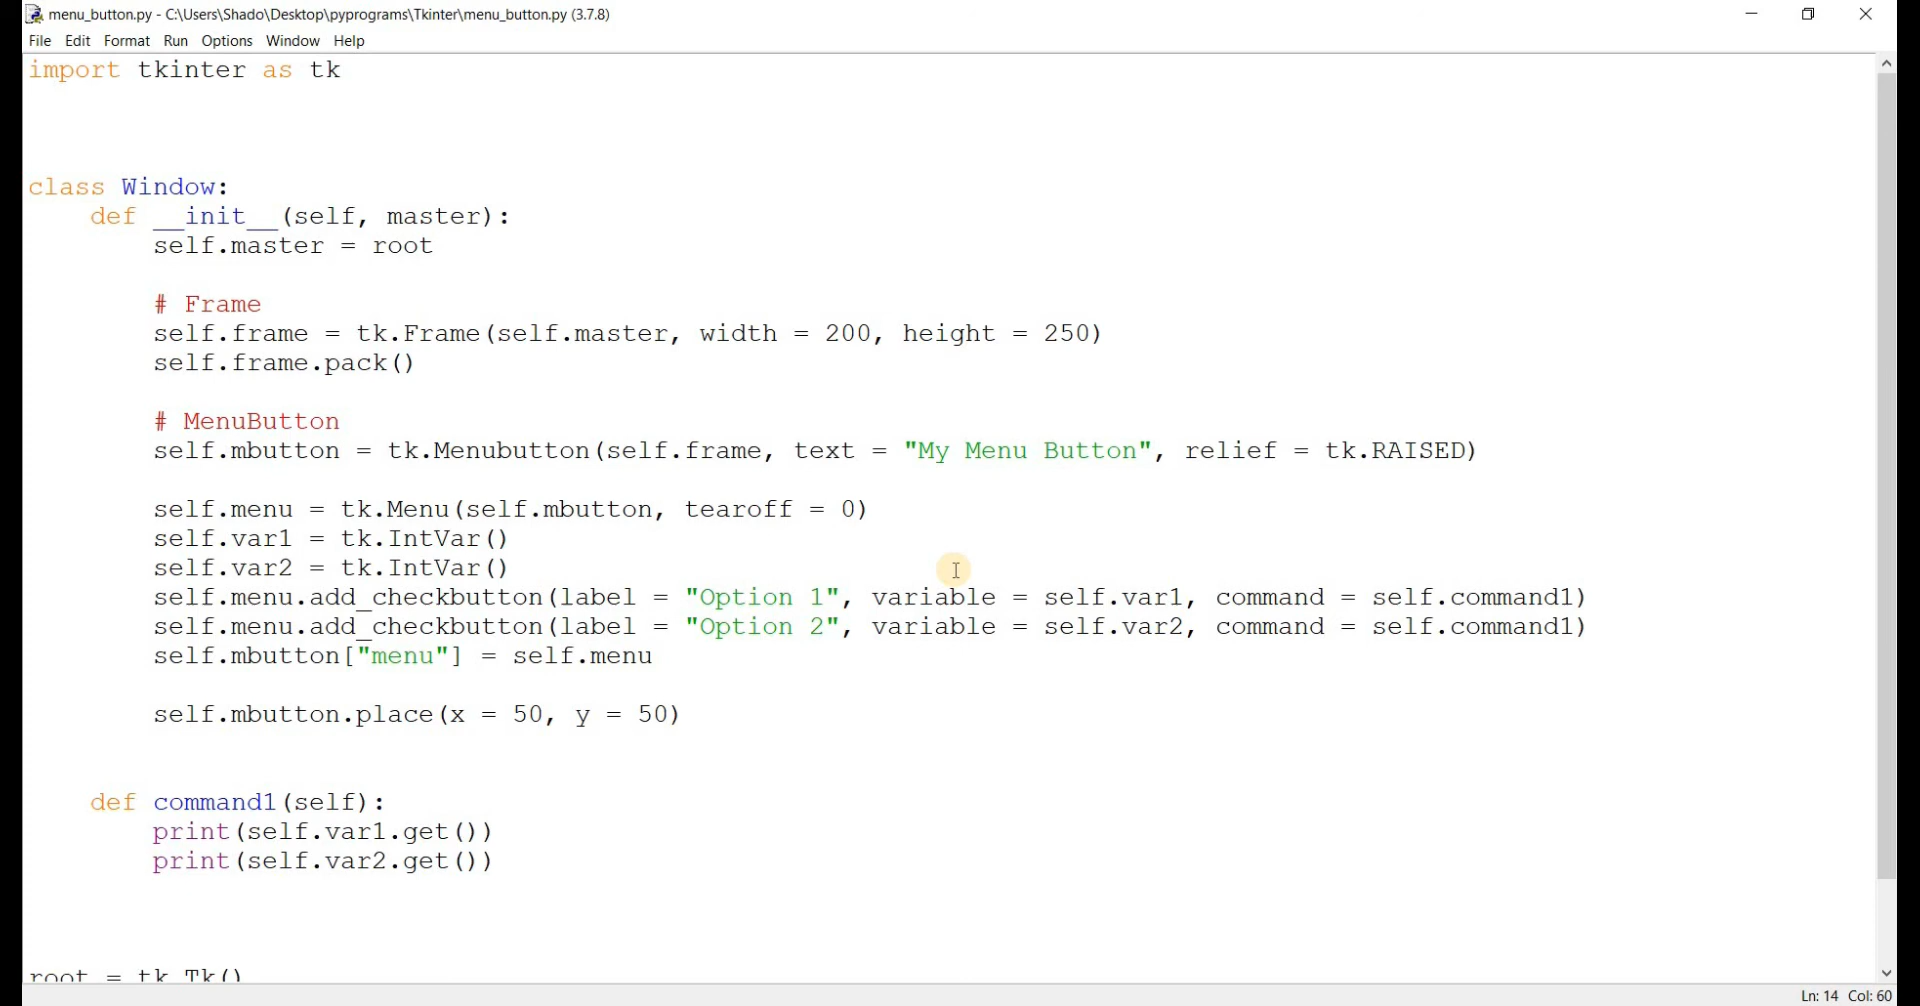 menu_button.py - C:\Users\Shado\Desktop\pyprograms\Tkinter\menu_button.py (3.7.8)
File Edit Format Run Options Window Help
import tkinter as tk
class Window:
    def __init__(self, master):
        self.master = root
        # Frame
        self.frame = tk.Frame(self.master, width = 200, height = 250)
        self.frame.pack()
        # MenuButton
        self.mbutton = tk.Menubutton(self.frame, text = "My Menu Button", relief = tk.RAISED)
        self.menu = tk.Menu(self.mbutton, tearoff = 0)
        self.var1 = tk.IntVar()
        self.var2 = tk.IntVar()
        self.menu.add_checkbutton(label = "Option 1", variable = self.var1, command = self.command1)
        self.menu.add_checkbutton(label = "Option 2", variable = self.var2, command = self.command1)
        self.mbutton["menu"] = self.menu
        self.mbutton.place(x = 50, y = 50)
    def command1(self):
        print(self.var1.get())
        print(self.var2.get())
root = tk.Tk()
Ln: 14 Col: 60